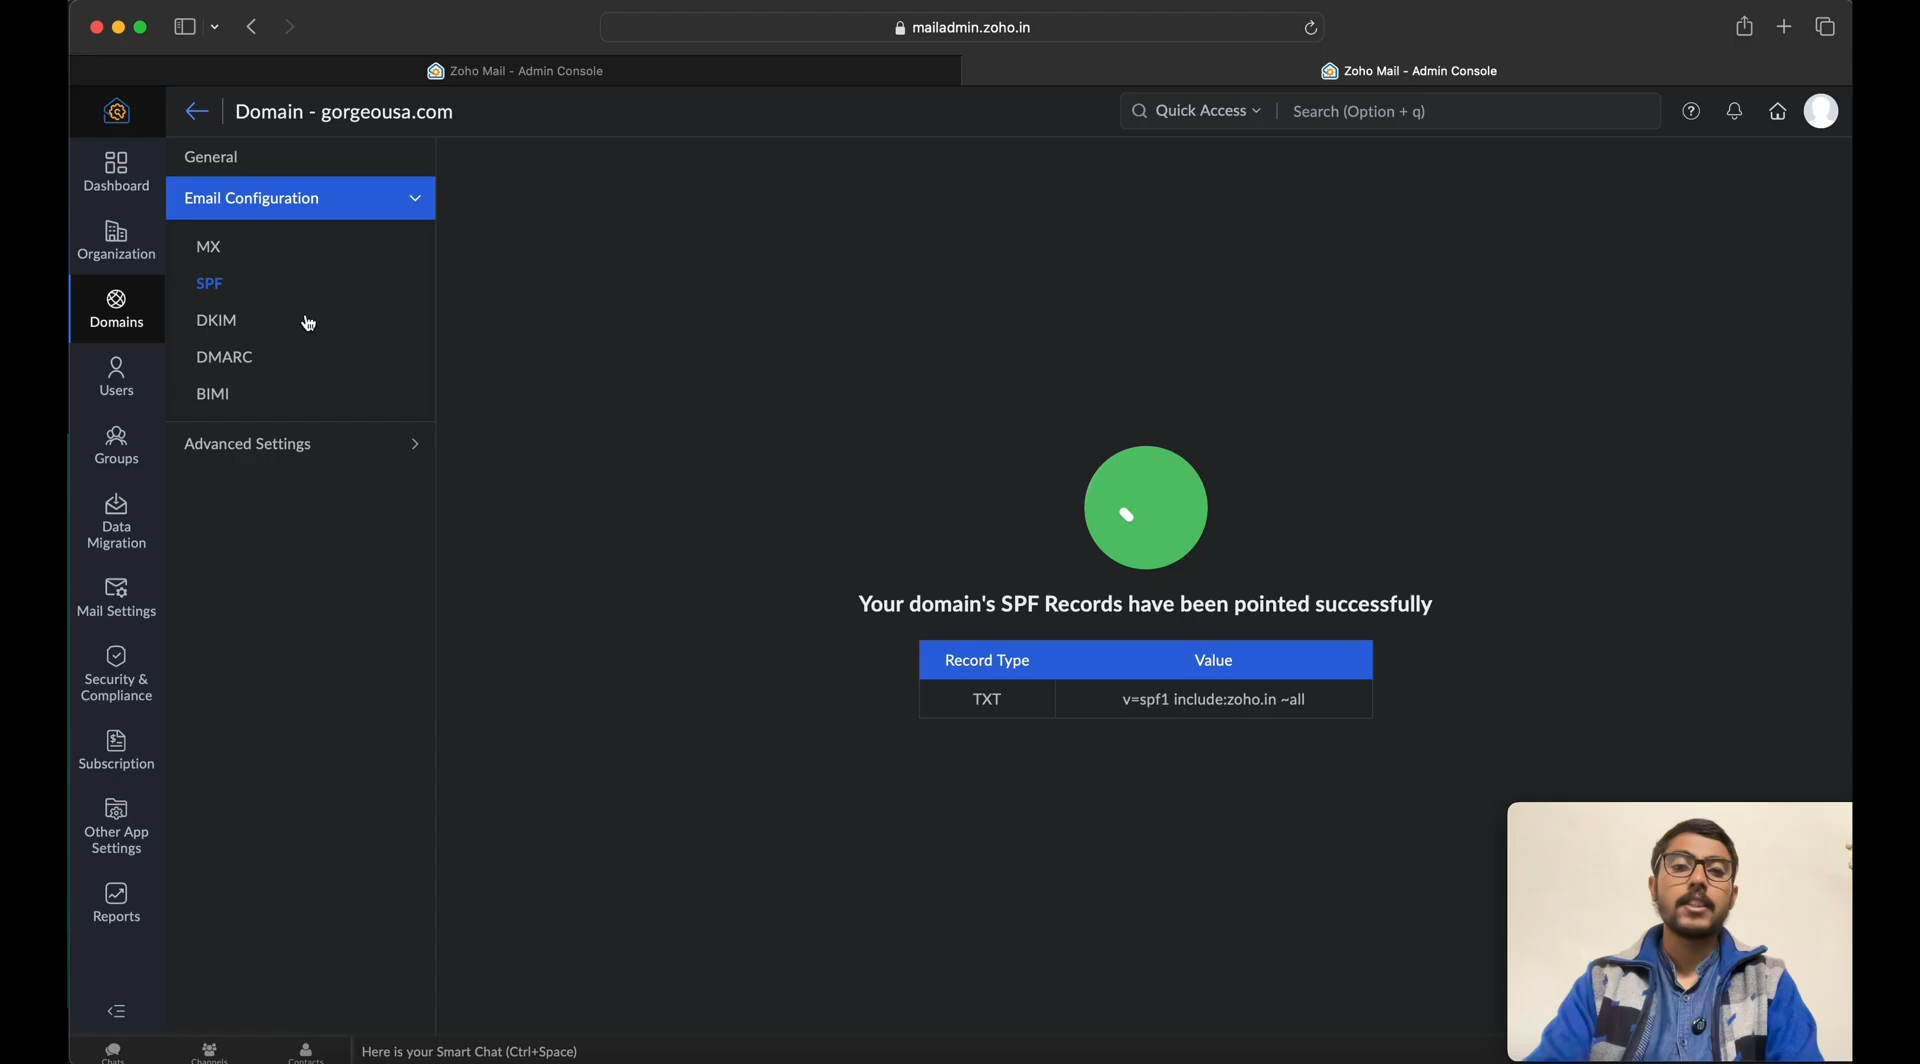 mailadmin.zoho.in
Zoho Mail - Admin Console
Zoho Mail - Admin Console
Domain - gorgeousa.com
Quick Access
Search (Option + q)
General
Email Configuration
MX
SPF
DKIM
DMARC
BIMI
Advanced Settings
Dashboard
Organization
Domains
Users
Groups
Data
Migration
Mail Settings
Security &
Compliance
Subscription
Other App
Settings
Reports
Your domain's SPF Records have been pointed successfully
Record Type Value
TXT v=spf1 include:zoho.in ~all
Chats
Channels
Contacts
Here is your Smart Chat (Ctrl+Space)